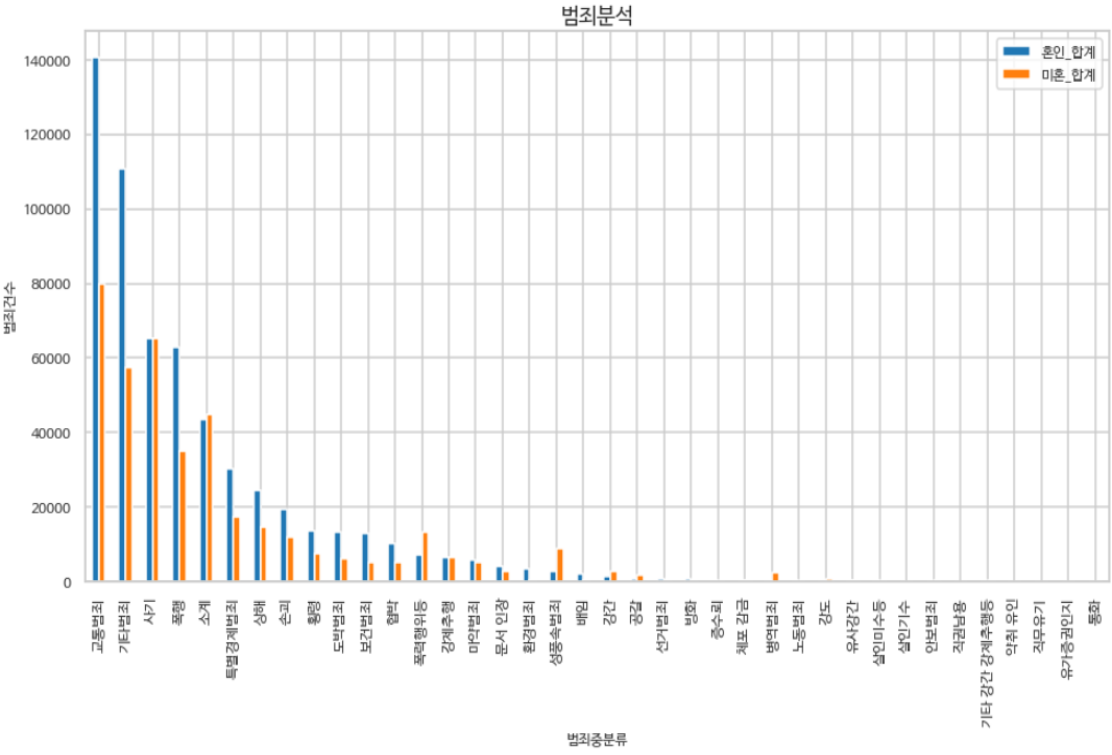 범죄분석
혼인_합계
미혼_합계
140000
120000
100000
80000
60000
40000
20000
0
범죄건수
교통범죄
기타범죄
사기
폭행
소계
특별경제범죄
상해
손괴
횡령
도박범죄
보건범죄
협박
폭력행위등
강제추행
마약범죄
문서 인장
환경범죄
성풍속범죄
배임
강간
공갈
선거범죄
방화
증수뢰
체포 감금
병역범죄
노동범죄
강도
유사강간
살인미수등
살인기수
안보범죄
직권남용
기타 강간 강제추행등
약취 유인
직무유기
유가증권인지
통화
범죄중분류